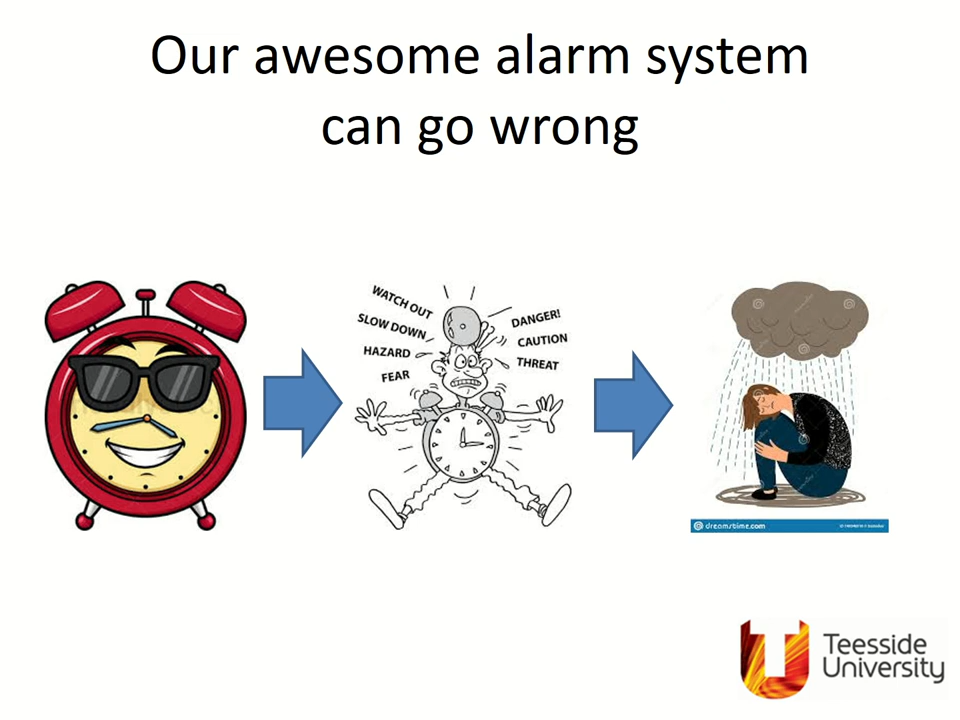 Our awesome alarm system
can go wrong
WATCH OUT
SLOW DOWN
HAZARD
FEAR
DANGER!
CAUTION
THREAT
dreamstime.com
Teesside
University